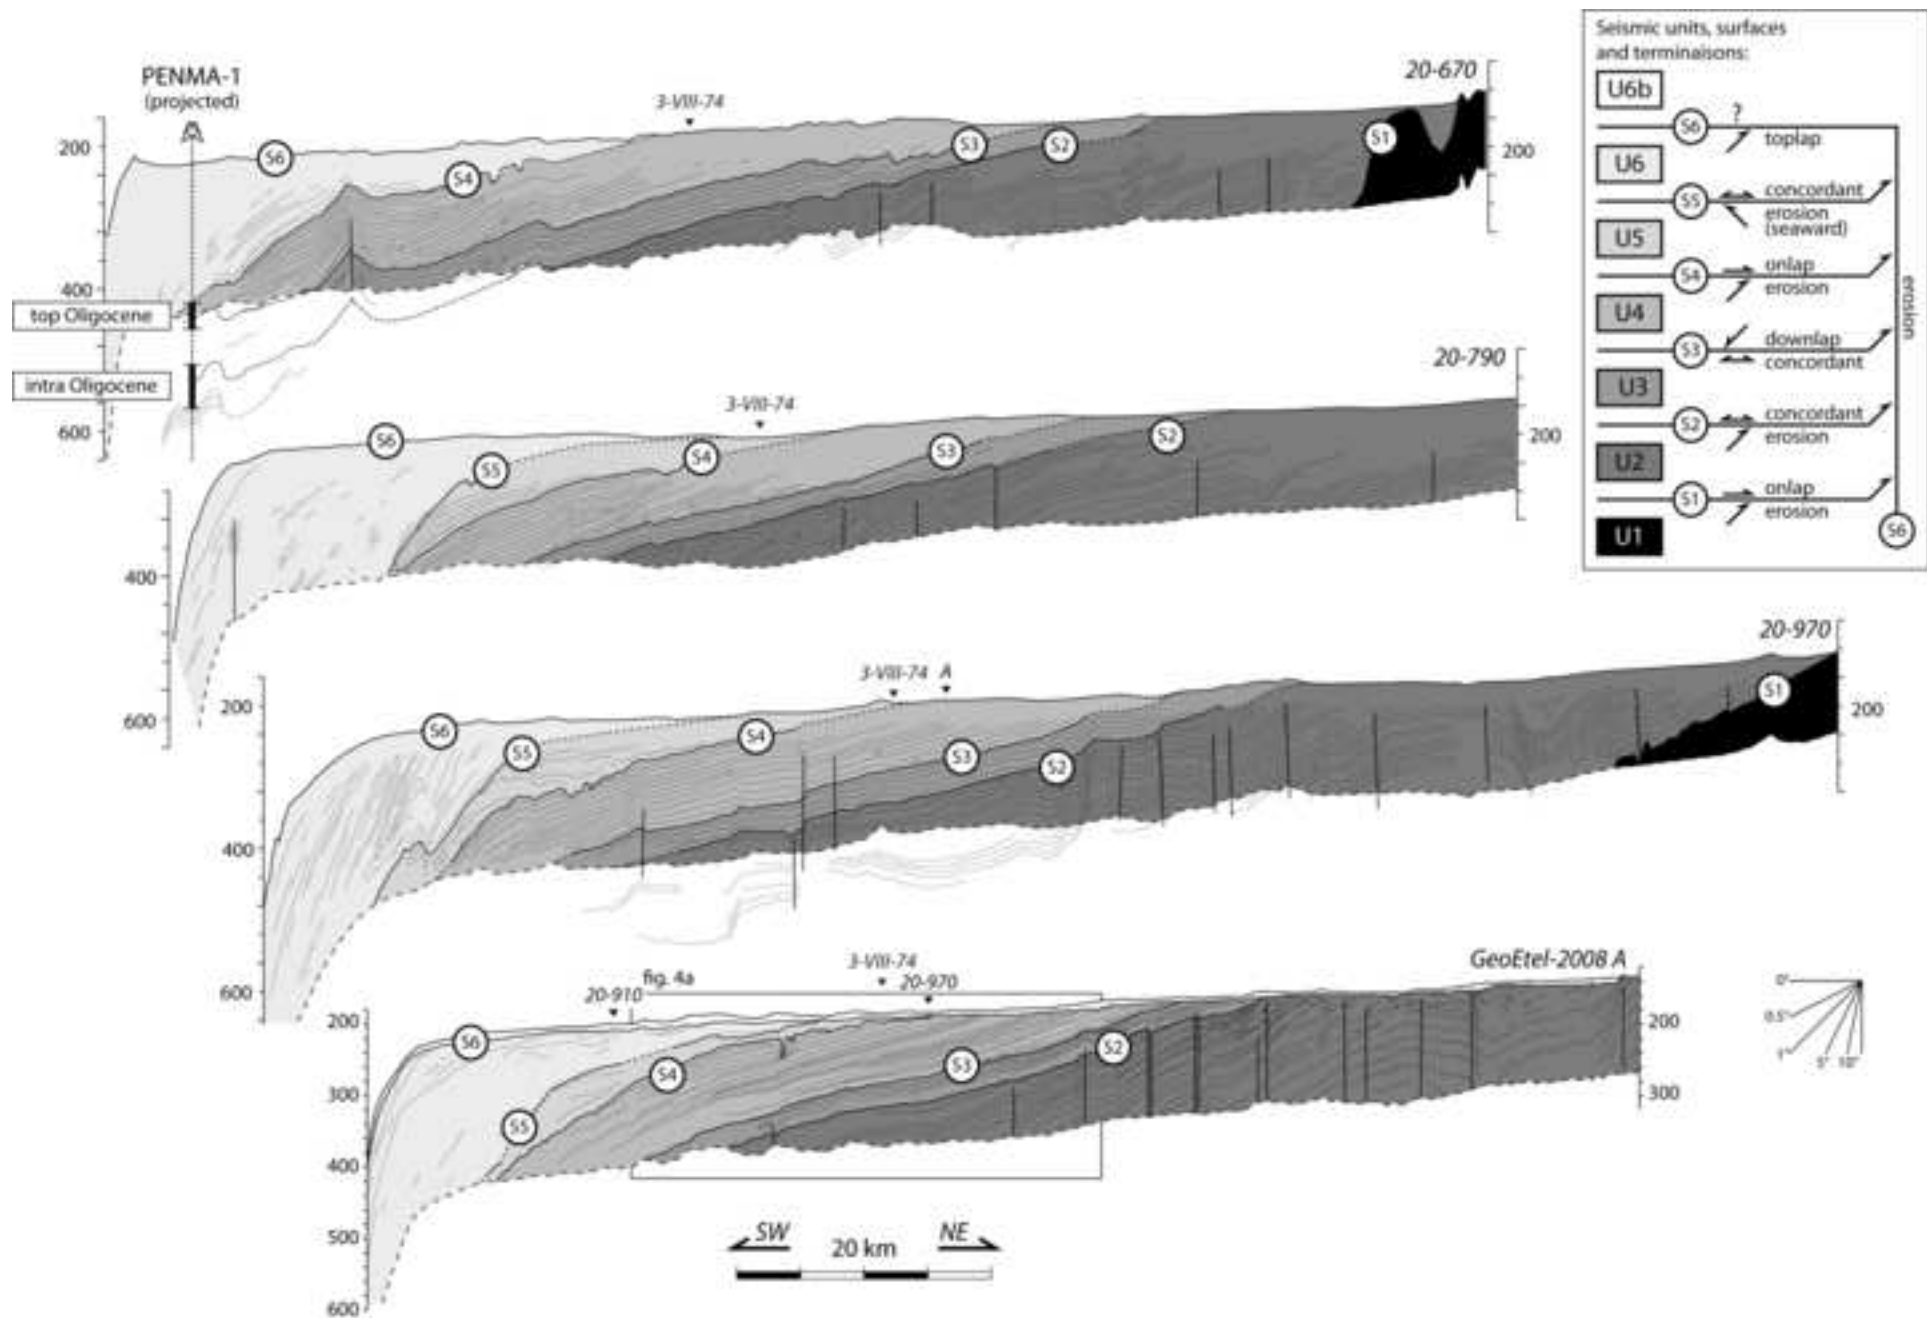 PENMA-1
(projected)
3-VIII-74
20-670
200
200
400
600
S6
S4
S3
S2
S1
top Oligocene
intra Oligocene
20-790
3-VIII-74
200
400
600
S6
S5
S4
S3
S2
20-970
3-VIII-74 A
200
200
400
600
S6
S5
S4
S3
S2
S1
GeoEtel-2008 A
3-VIII-74
fig. 4a
20-910
20-970
200
300
400
500
600
200
300
S6
S5
S4
S3
S2
SW
20 km
NE
0°
0.5°
1°
5° 10°
Seismic units, surfaces
and terminaisons:
U6b
S6
?
toplap
U6
S5
concordant
erosion
(seaward)
U5
S4
onlap
erosion
U4
S3
downlap
concordant
U3
S2
concordant
erosion
U2
S1
onlap
erosion
U1
erosion
S6